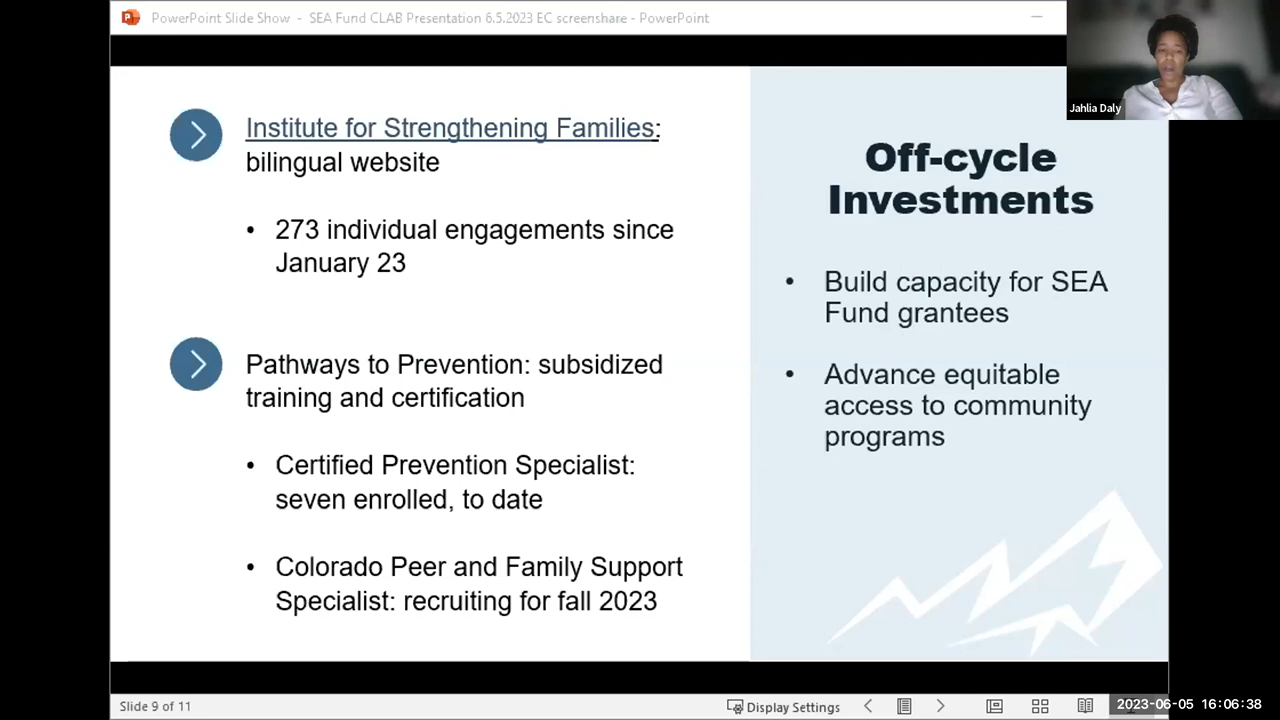 PowerPoint Slide Show - SEA Fund CLAB Presentation 6.5.2023 EC screenshare - PowerPoint
Jahlia Daly
Institute for Strengthening Families:
bilingual website
• 273 individual engagements since
January 23
Pathways to Prevention: subsidized
training and certification
• Certified Prevention Specialist:
seven enrolled, to date
• Colorado Peer and Family Support
Specialist: recruiting for fall 2023
Off-cycle
Investments
• Build capacity for SEA
Fund grantees
• Advance equitable
access to community
programs
Slide 9 of 11
Display Settings
2023-06-05 16:06:38